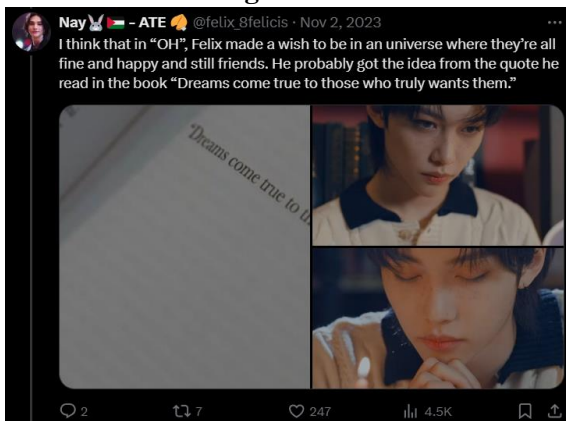 Nay🐰 🇵🇸 - ATE 🥠 @felix_8felicis · Nov 2, 2023
I think that in “OH”, Felix made a wish to be in an universe where they’re all
fine and happy and still friends. He probably got the idea from the quote he
read in the book “Dreams come true to those who truly wants them.”
“Dreams come true to
2
7
247
4.5K